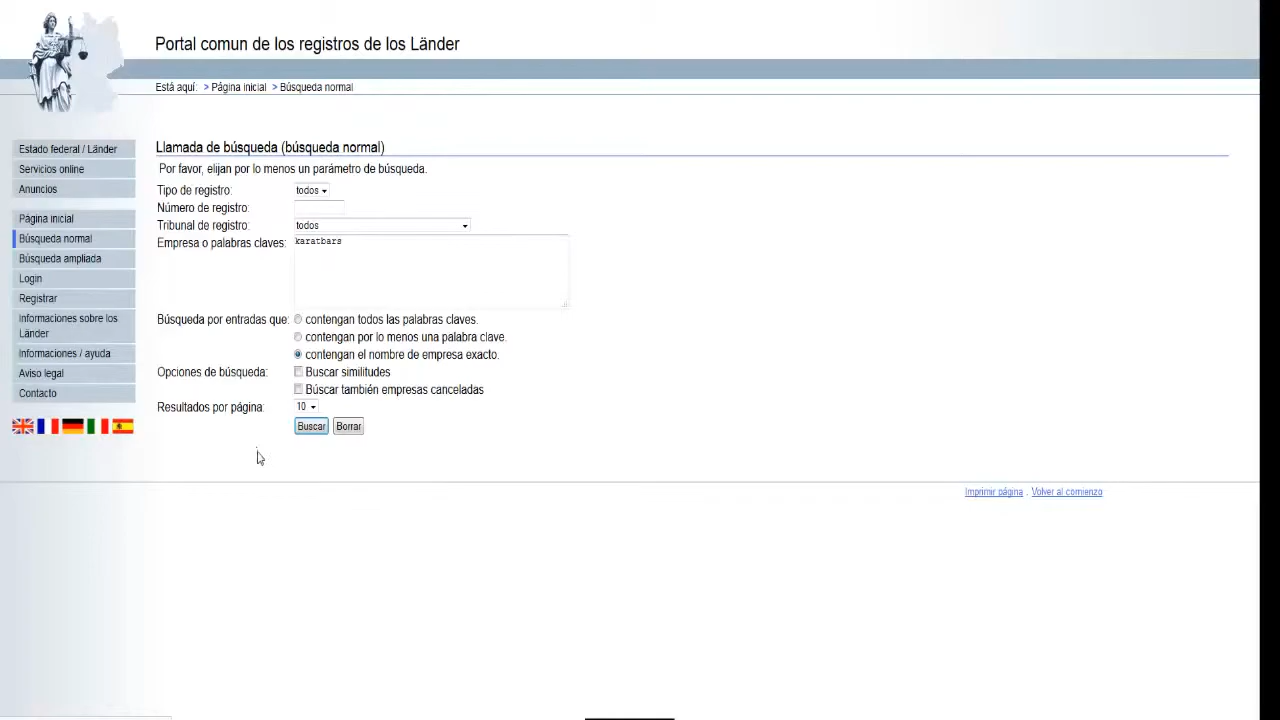 Portal comun de los registros de los Länder
Está aquí: > Página inicial > Búsqueda normal
Estado federal / Länder
Servicios online
Anuncios
Página inicial
Búsqueda normal
Búsqueda ampliada
Login
Registrar
Informaciones sobre los
Länder
Informaciones / ayuda
Aviso legal
Contacto
Llamada de búsqueda (búsqueda normal)
Por favor, elijan por lo menos un parámetro de búsqueda.
Tipo de registro: todos
Número de registro:
Tribunal de registro: todos
Empresa o palabras claves: karatbars
Búsqueda por entradas que: contengan todos las palabras claves.
contengan por lo menos una palabra clave.
contengan el nombre de empresa exacto.
Opciones de búsqueda: Buscar similitudes
Búscar también empresas canceladas
Resultados por página: 10
Buscar Borrar
Imprimir página . Volver al comienzo